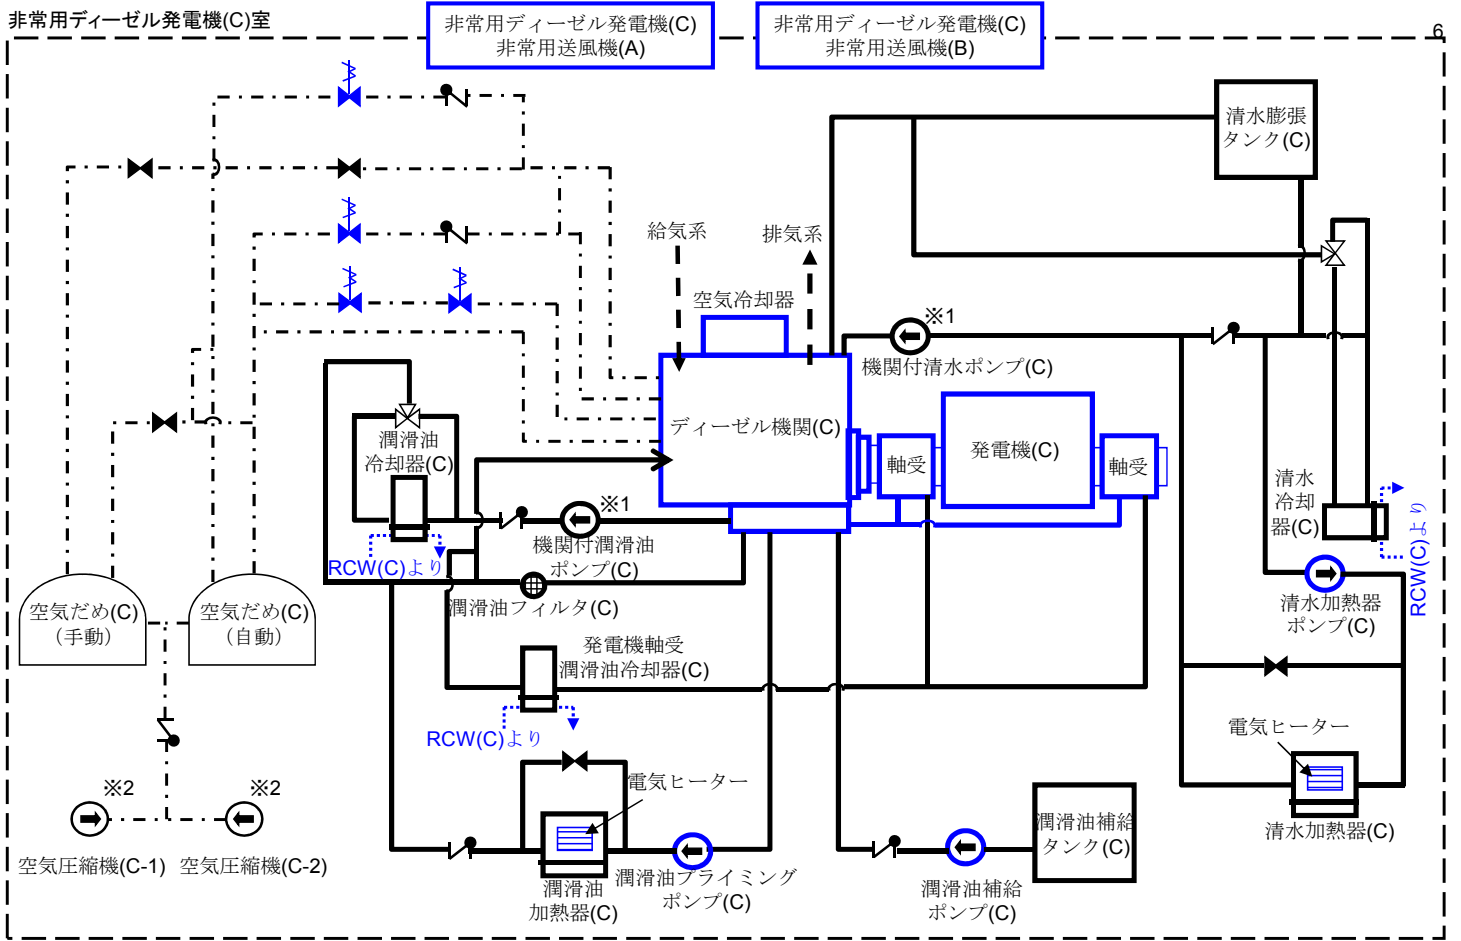 非常用ディーゼル発電機(C)室
非常用ディーゼル発電機(C)
非常用送風機(A)
非常用ディーゼル発電機(C)
非常用送風機(B)
6
清水膨張
タンク(C)
給気系
排気系
空気冷却器
※1
機関付清水ポンプ(C)
ディーゼル機関(C)
軸受
発電機(C)
軸受
潤滑油
冷却器(C)
※1
機関付潤滑油
ポンプ(C)
RCW(C)より
潤滑油フィルタ(C)
清水
冷却
器(C)
RCW(C)より
清水加熱器
ポンプ(C)
空気だめ(C)
（手動）
空気だめ(C)
（自動）
発電機軸受
潤滑油冷却器(C)
RCW(C)より
電気ヒーター
清水加熱器(C)
※2
※2
空気圧縮機(C-1)
空気圧縮機(C-2)
電気ヒーター
潤滑油
加熱器(C)
潤滑油プライミング
ポンプ(C)
潤滑油補給
タンク(C)
潤滑油補給
ポンプ(C)